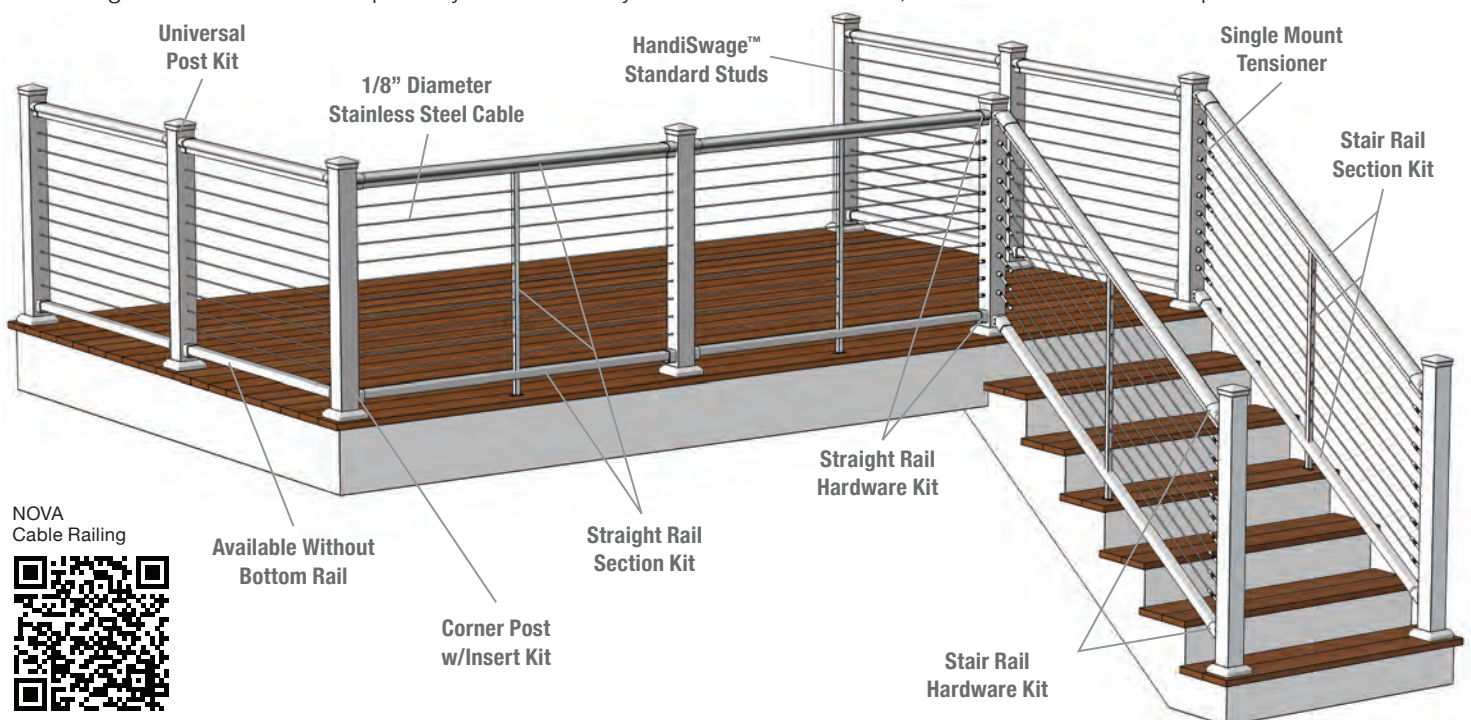 Universal
Post Kit
1/8” Diameter
Stainless Steel Cable
HandiSwage™
Standard Studs
Single Mount
Tensioner
Stair Rail
Section Kit
Straight Rail
Hardware Kit
Straight Rail
Section Kit
NOVA
Cable Railing
Available Without
Bottom Rail
Corner Post
w/Insert Kit
Stair Rail
Hardware Kit